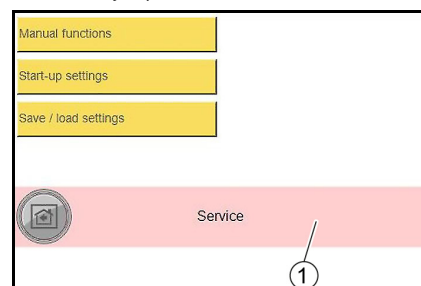 Manual functions
Start-up settings
Save / load settings
Service
1